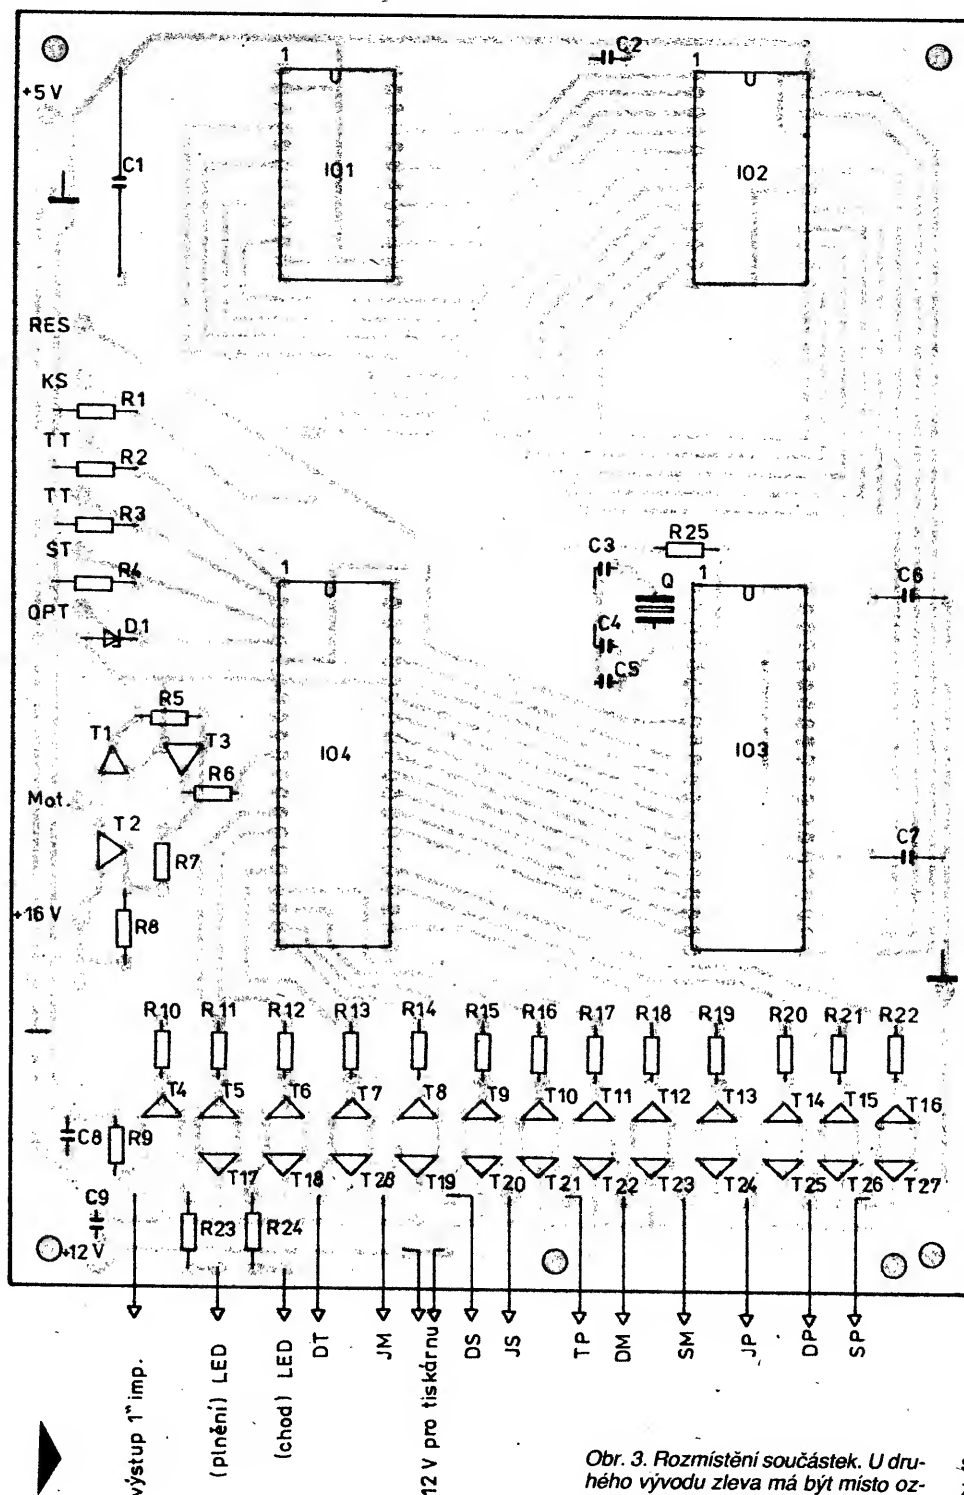 C2
1
U
1
U
+5 V
C1
IO1
IO2
RES
KS
R1
TT
R2
TT
R3
ST
R4
OPT
D1
R25
C3
Q
1
U
1
U
C6
C4
C5
R5
T1
T3
IO4
IO3
R6
Mot.
T2
R7
C7
+16 V
R8
R10 R11 R12 R13 R14 R15 R16 R17 R18 R19 R20 R21 R22
T4 T5 T6 T7 T8 T9 T10 T11 T12 T13 T14 T15 T16
C8 R9
T17 T18 T28 T19 T20 T21 T22 T23 T24 T25 T26 T27
C9
R23 R24
+12 V
výstup 1" imp.
(plnění) LED
(chod) LED
DT
JM
12 V pro tiskárnu
DS
JS
TP
DM
SM
JP
DP
SP
Obr. 3. Rozmístění součástek. U dru-
hého vývodu zleva má být místo oz-